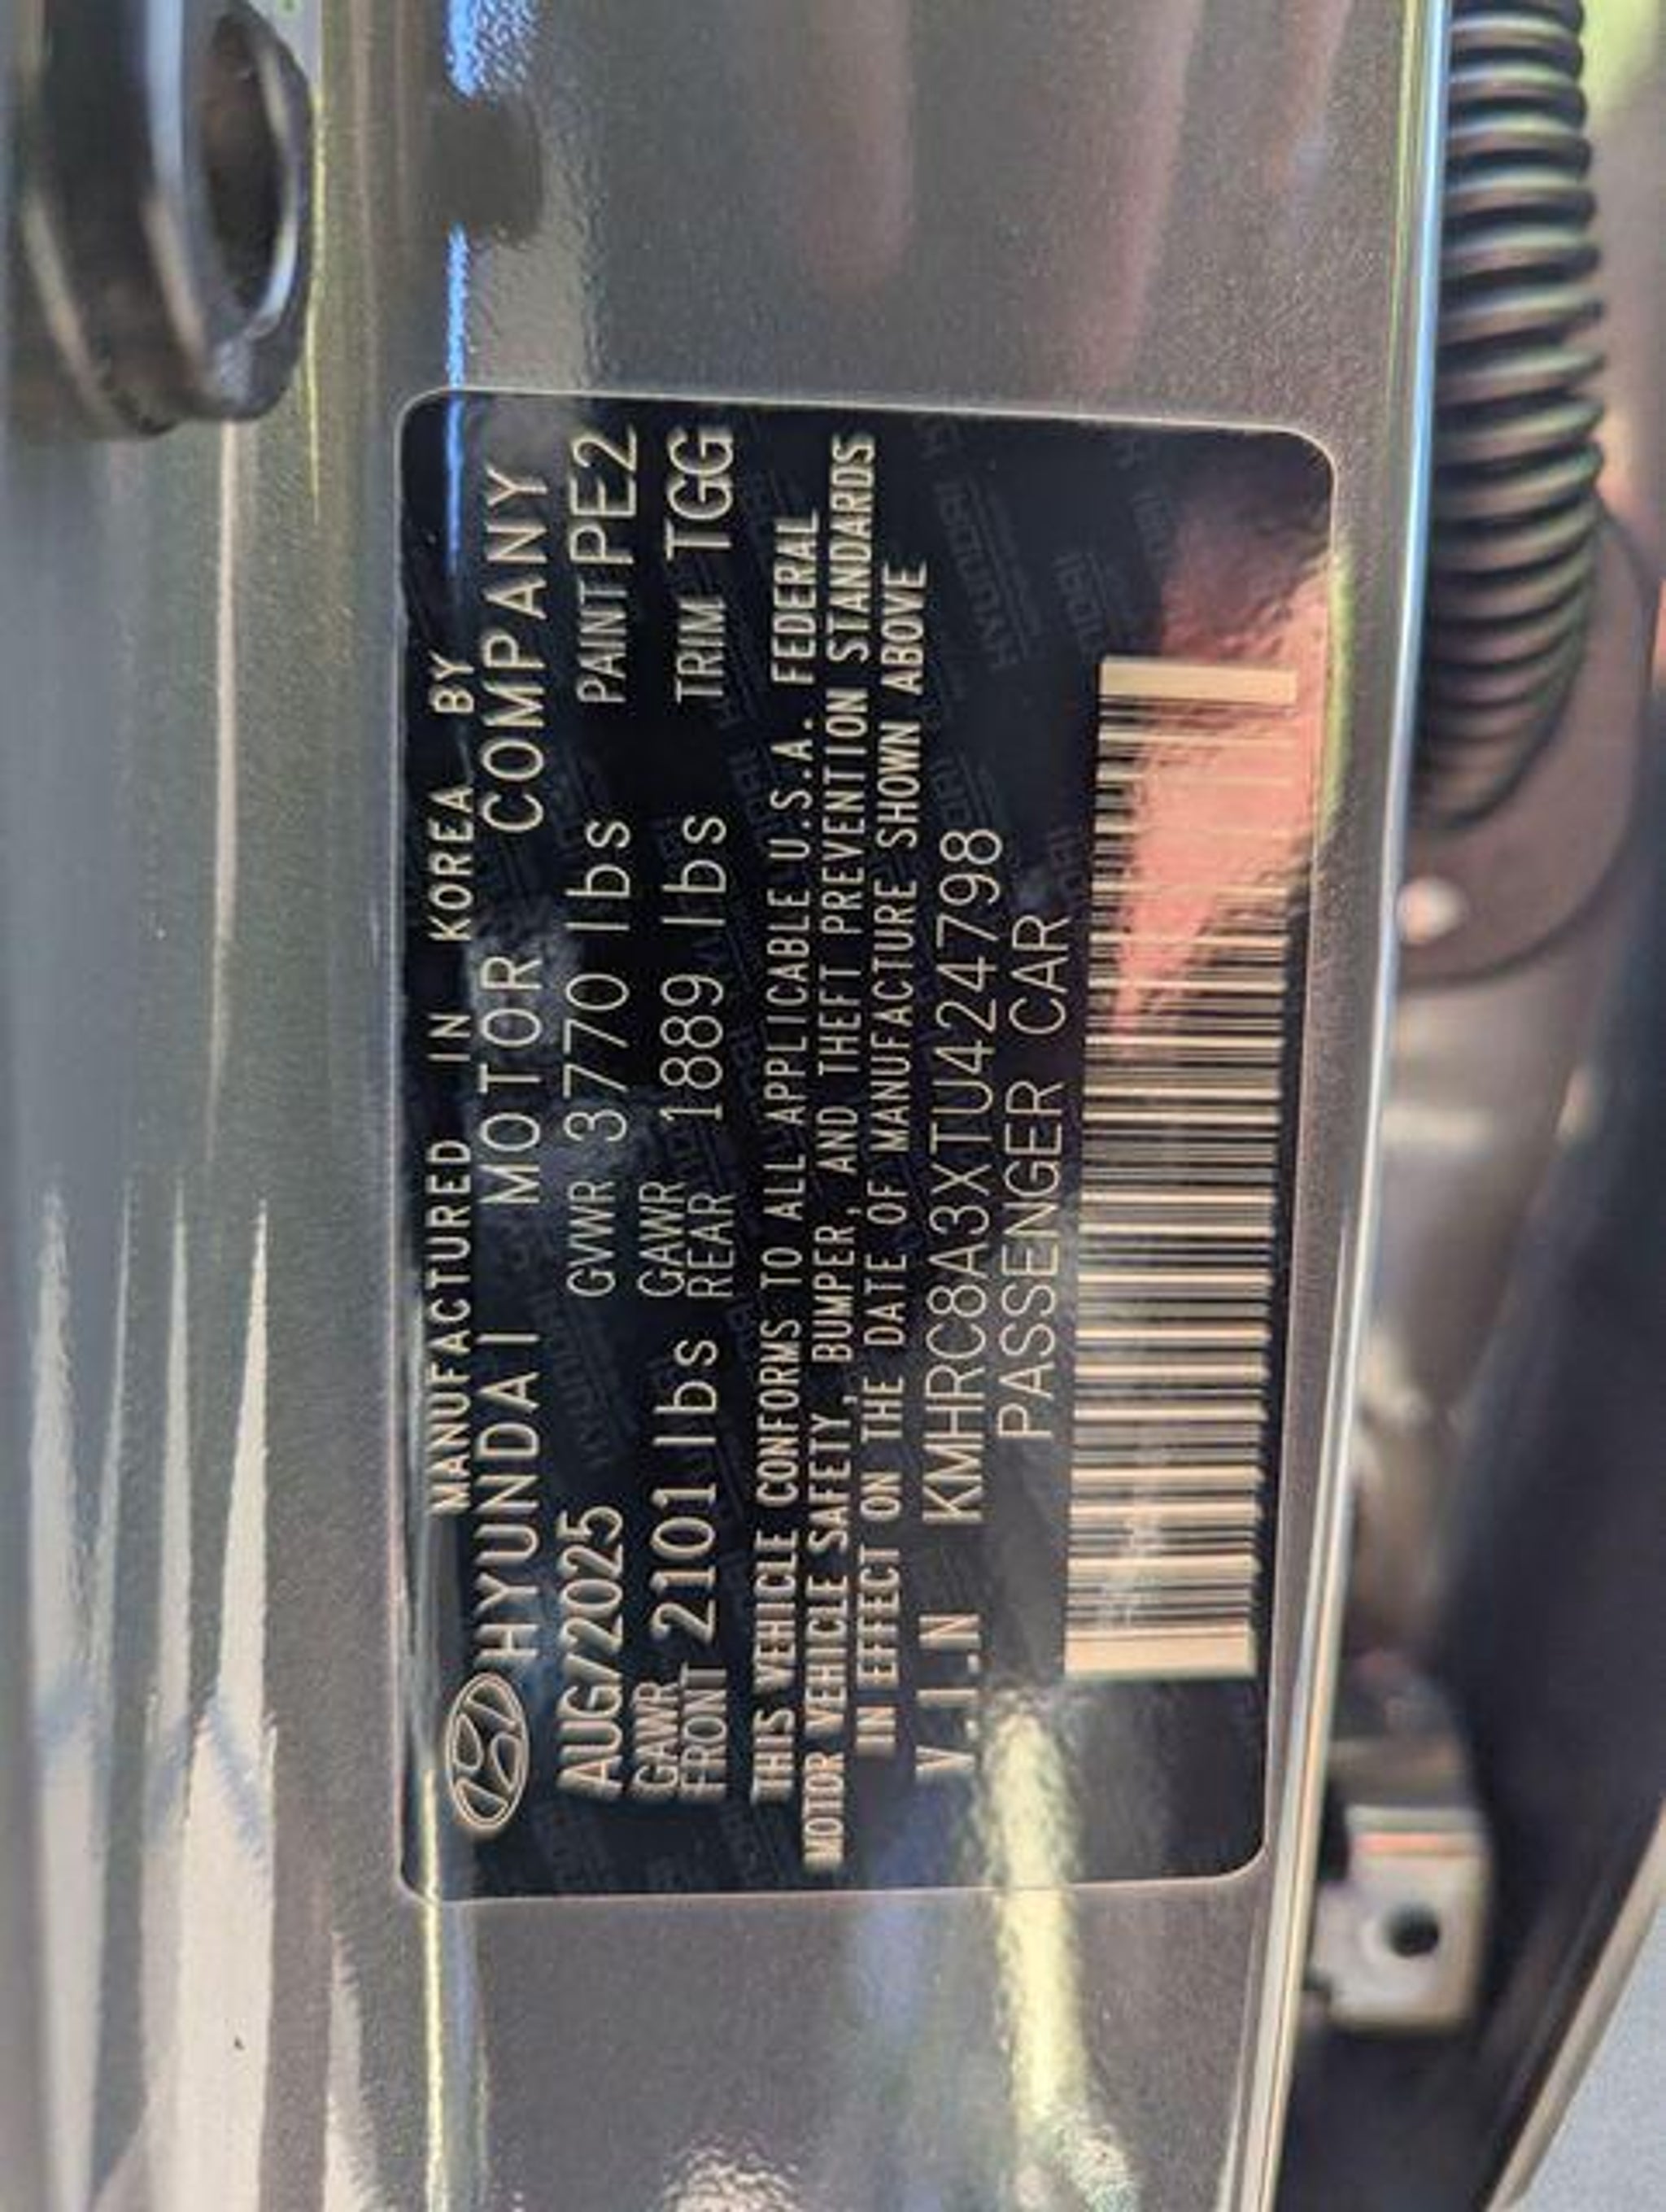 MANUFACTURED IN KOREA BY
HYUNDAI MOTOR COMPANY
AUG/2025 GVWR 3770 lbs PAINT PE2
GAWR FRONT 2101 lbs GAWR REAR 1889 lbs TRIM TGG
THIS VEHICLE CONFORMS TO ALL APPLICABLE U.S.A. FEDERAL
MOTOR VEHICLE SAFETY, BUMPER, AND THEFT PREVENTION STANDARDS
IN EFFECT ON THE DATE OF MANUFACTURE SHOWN ABOVE
V.I.N KMHRC8A3XTU424798
PASSENGER CAR